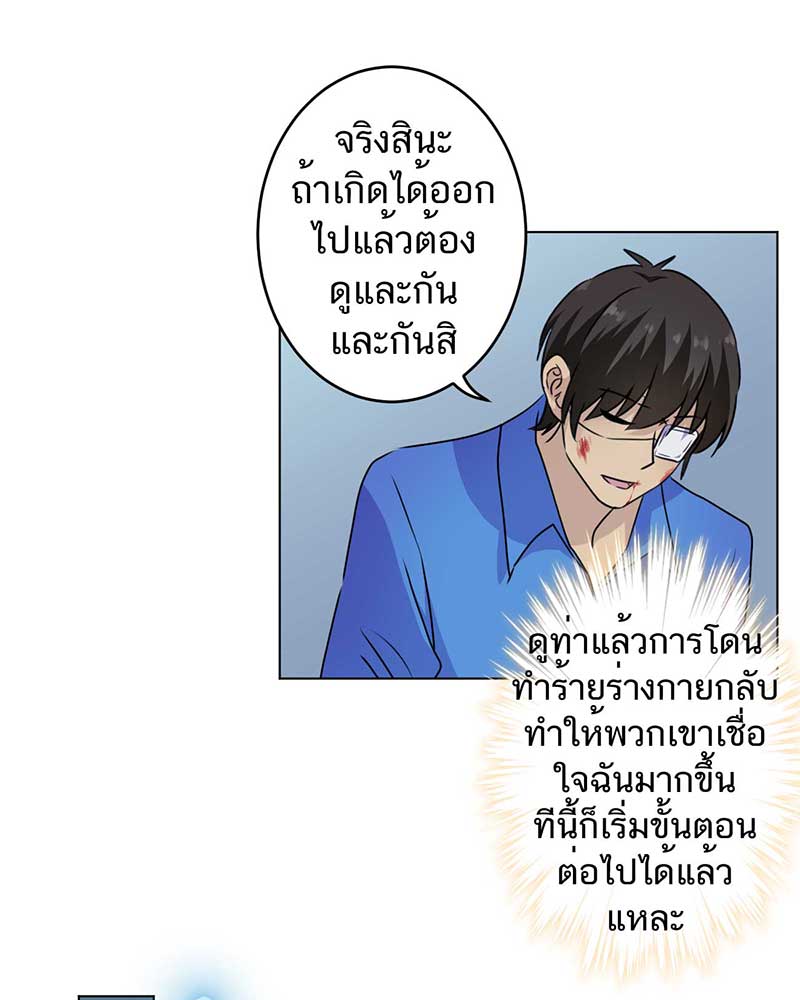 จริงสินะ
ถ้าเกิดได้ออก
ไปแล้วต้อง
ดูและกัน
และกันสิ
ดูท่าแล้วการโดน
ทำร้ายร่างกายกลับ
ทำให้พวกเขาเชื่อ
ใจฉันมากขึ้น
ทีนี้ก็เริ่มขั้นตอน
ต่อไปได้แล้ว
แหละ